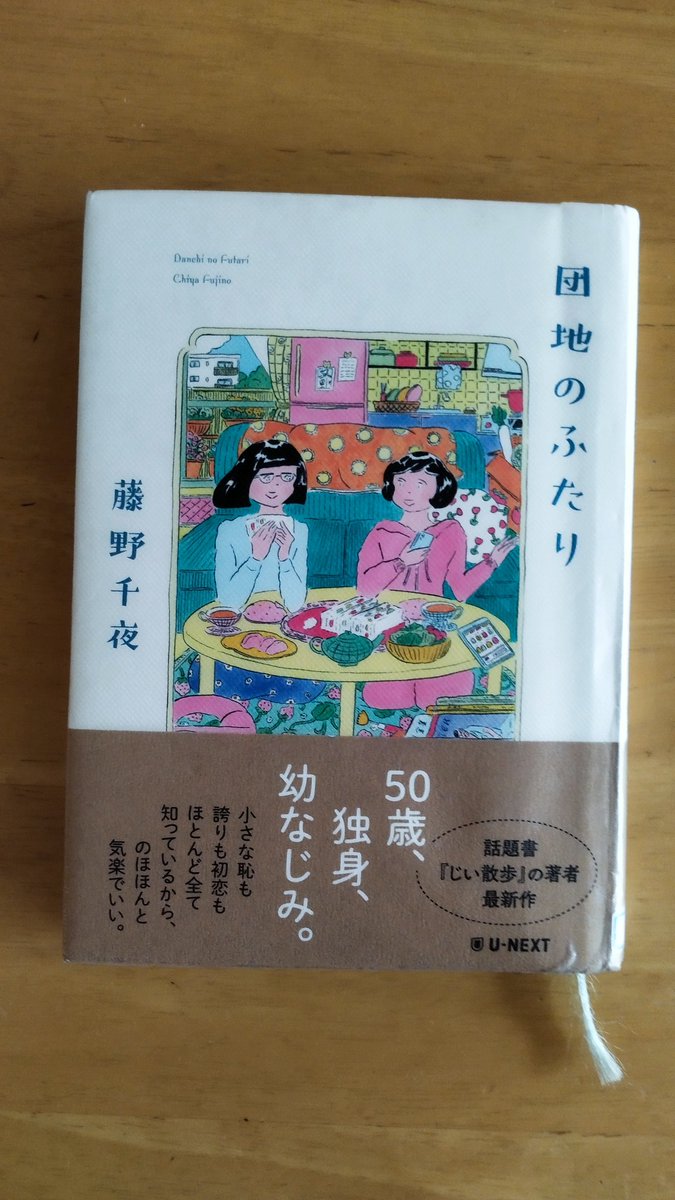 Danchi no Futari
Chiya Fujino
団地のふたり
藤野千夜
50歳、
独身、
幼なじみ。
小さな恥も
誇りも初恋も
ほとんど全て
知っているから、
のほほんと
気楽でいい。
話題書
『じい散歩』の著者
最新作
U-NEXT